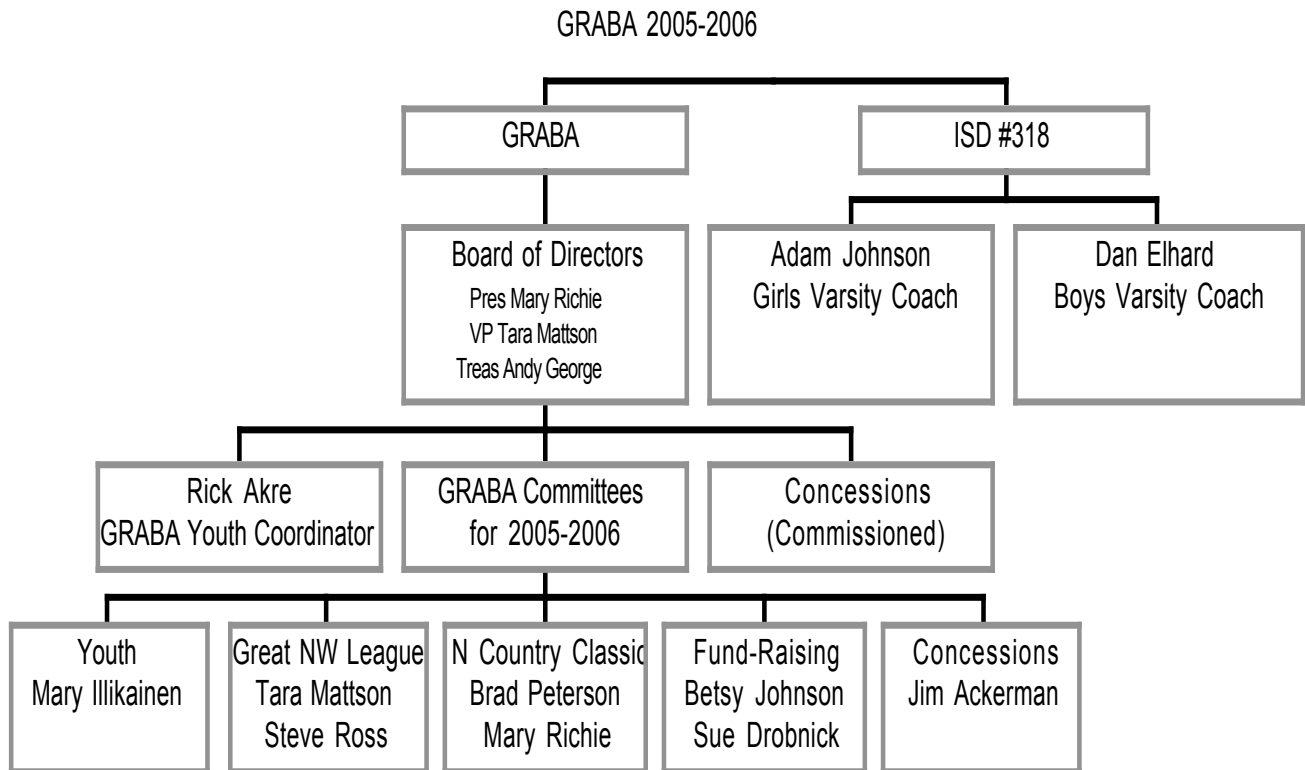 GRABA 2005-2006
GRABA
ISD #318
Board of Directors
Pres Mary Richie
VP Tara Mattson
Treas Andy George
Adam Johnson
Girls Varsity Coach
Dan Elhard
Boys Varsity Coach
Rick Akre
GRABA Youth Coordinator
GRABA Committees
for 2005-2006
Concessions
(Commissioned)
Youth
Mary Illikainen
Great NW League
Tara Mattson
Steve Ross
N Country Classic
Brad Peterson
Mary Richie
Fund-Raising
Betsy Johnson
Sue Drobnick
Concessions
Jim Ackerman